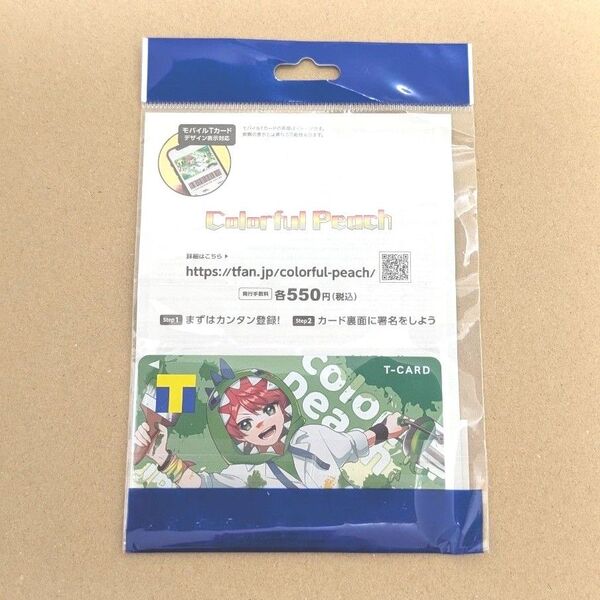 モバイルTカード
デザイン表示対応
Colorful Peach
詳細はこちら▶
https://tfan.jp/colorful-peach/
発行手数料 各550円(税込)
Step1 まずはカンタン登録! Step2 カード裏面に署名をしよう
T
T-CARD
Colo
Pea